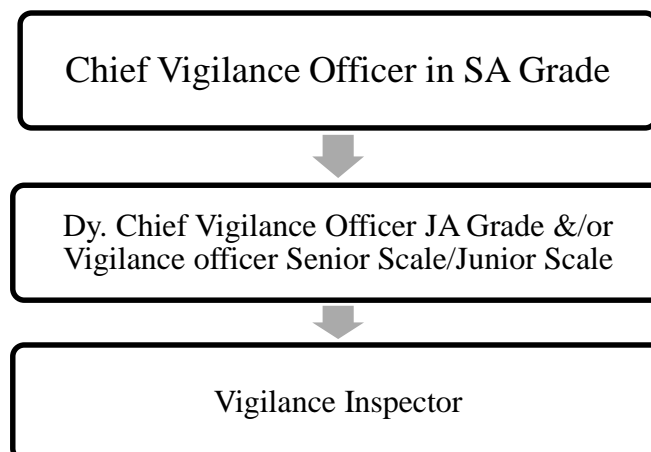 Chief Vigilance Officer in SA Grade
Dy. Chief Vigilance Officer JA Grade &/or
Vigilance officer Senior Scale/Junior Scale
Vigilance Inspector